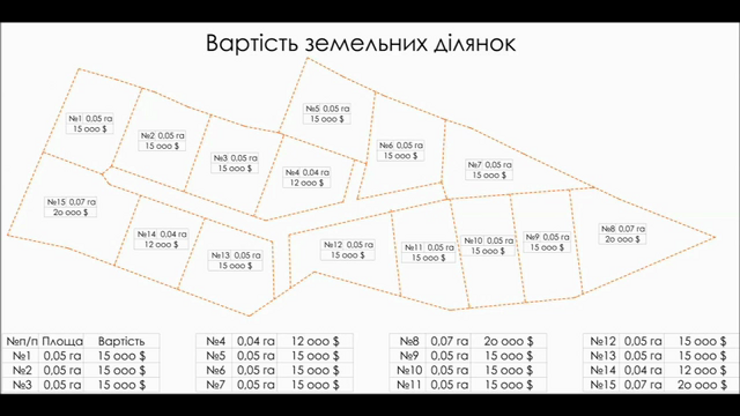 Вартість земельних ділянок
№1 0,05 га
15 000 $
№2 0,05 га
15 000 $
№3 0,05 га
15 000 $
№4 0,04 га
12 000 $
№5 0,05 га
15 000 $
№6 0,05 га
15 000 $
№7 0,05 га
15 000 $
№15 0,07 га
20 000 $
№14 0,04 га
12 000 $
№13 0,05 га
15 000 $
№12 0,05 га
15 000 $
№11 0,05 га
15 000 $
№10 0,05 га
15 000 $
№9 0,05 га
15 000 $
№8 0,07 га
20 000 $
№п/п Площа Вартість
№1 0,05 га 15 000 $
№2 0,05 га 15 000 $
№3 0,05 га 15 000 $
№4 0,04 га 12 000 $
№5 0,05 га 15 000 $
№6 0,05 га 15 000 $
№7 0,05 га 15 000 $
№8 0,07 га 20 000 $
№9 0,05 га 15 000 $
№10 0,05 га 15 000 $
№11 0,05 га 15 000 $
№12 0,05 га 15 000 $
№13 0,05 га 15 000 $
№14 0,04 га 12 000 $
№15 0,07 га 20 000 $